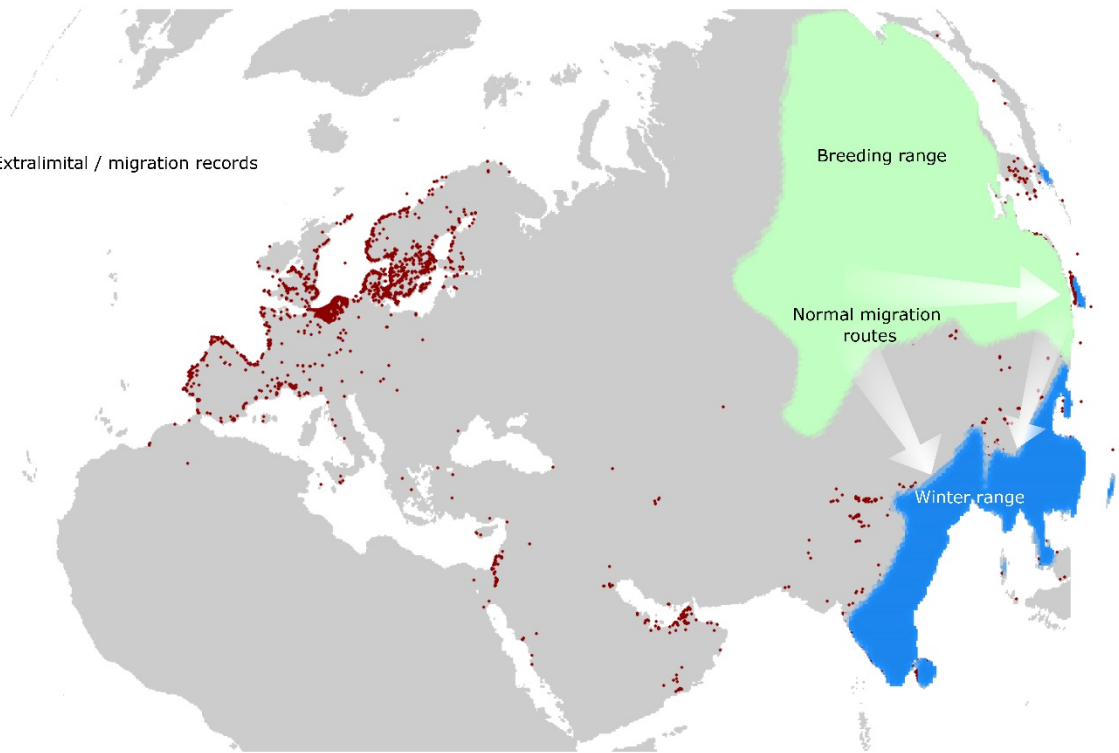 Breeding range
Extralimital / migration records
Normal migration
routes
Winter range